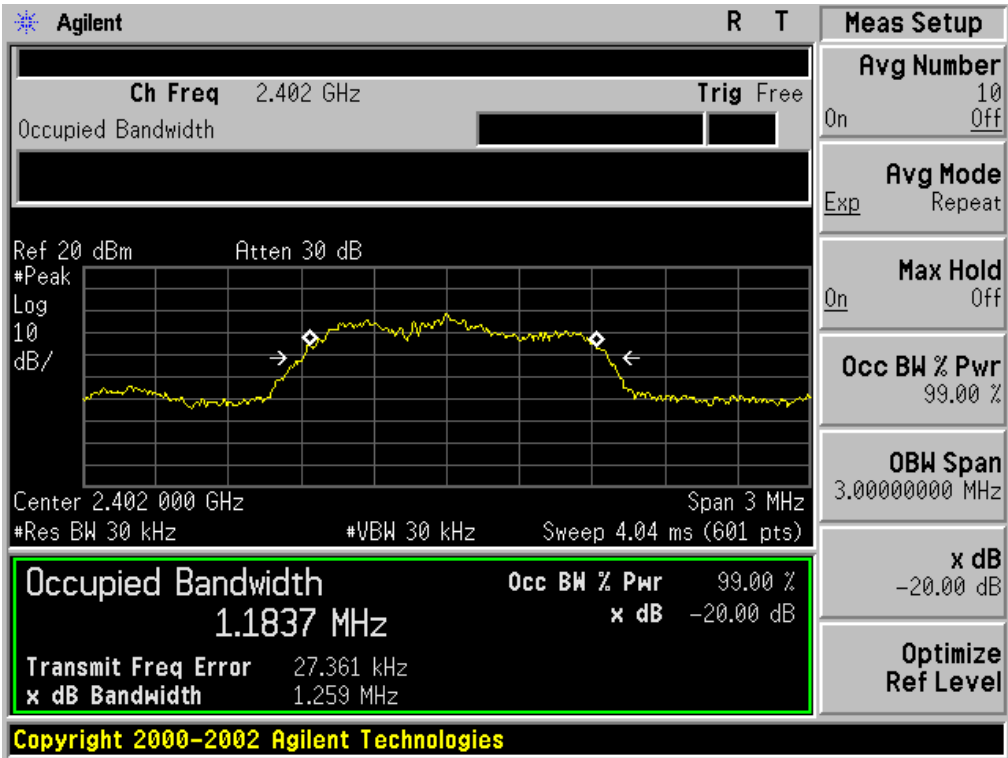 Agilent R T
Ch Freq 2.402 GHz Trig Free
Occupied Bandwidth
Ref 20 dBm Atten 30 dB
#Peak
Log
10
dB/
Center 2.402 000 GHz Span 3 MHz
#Res BW 30 kHz #VBW 30 kHz Sweep 4.04 ms (601 pts)
Occupied Bandwidth Occ BW % Pwr 99.00 %
1.1837 MHz x dB -20.00 dB
Transmit Freq Error 27.361 kHz
x dB Bandwidth 1.259 MHz
Copyright 2000-2002 Agilent Technologies
Meas Setup
Avg Number
10
On Off
Avg Mode
Exp Repeat
Max Hold
On Off
Occ BW % Pwr
99.00 %
OBW Span
3.00000000 MHz
x dB
-20.00 dB
Optimize
Ref Level